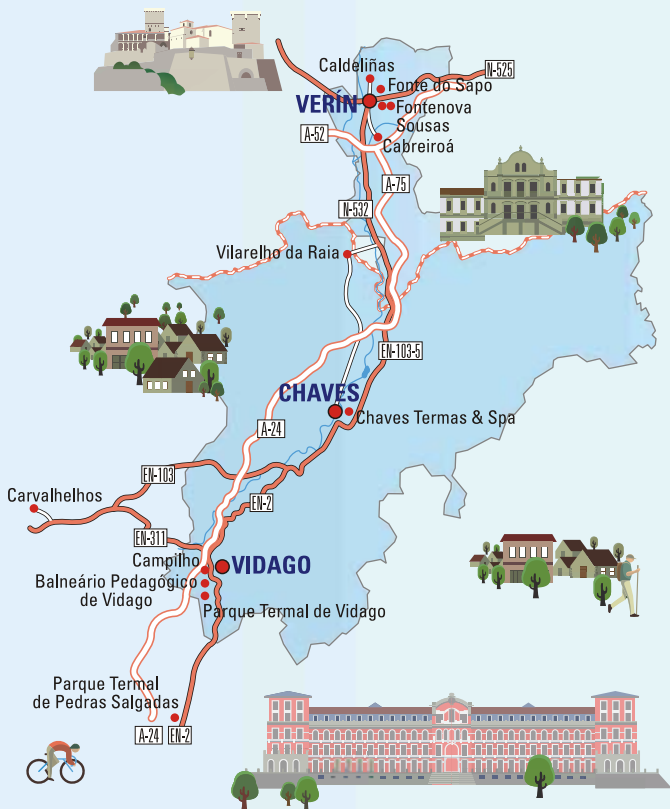 Caldeliñas
N-525
Fonte do Sapo
VERÍN
Fontenova
Sousas
A-52
Cabreiroá
A-75
N-532
Vilarelho da Raia
EN-103-5
CHAVES
Chaves Termas & Spa
A-24
EN-103
Carvalhelhos
EN-2
EN-311
Campilho
VIDAGO
Balneário Pedagógico
de Vidago
Parque Termal de Vidago
Parque Termal
de Pedras Salgadas
A-24
EN-2